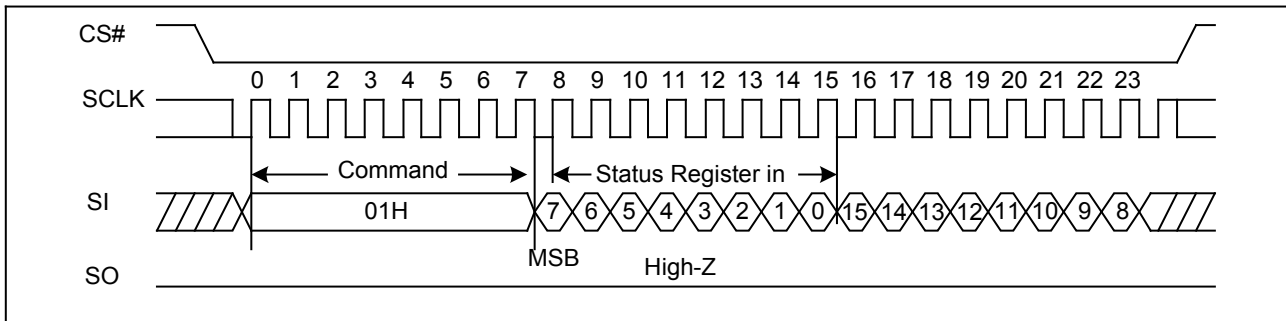 CS#
0 1 2 3 4 5 6 7 8 9 10 11 12 13 14 15 16 17 18 19 20 21 22 23
SCLK
Command
Status Register in
SI
01H
7 6 5 4 3 2 1 0 15 14 13 12 11 10 9 8
MSB
High-Z
SO